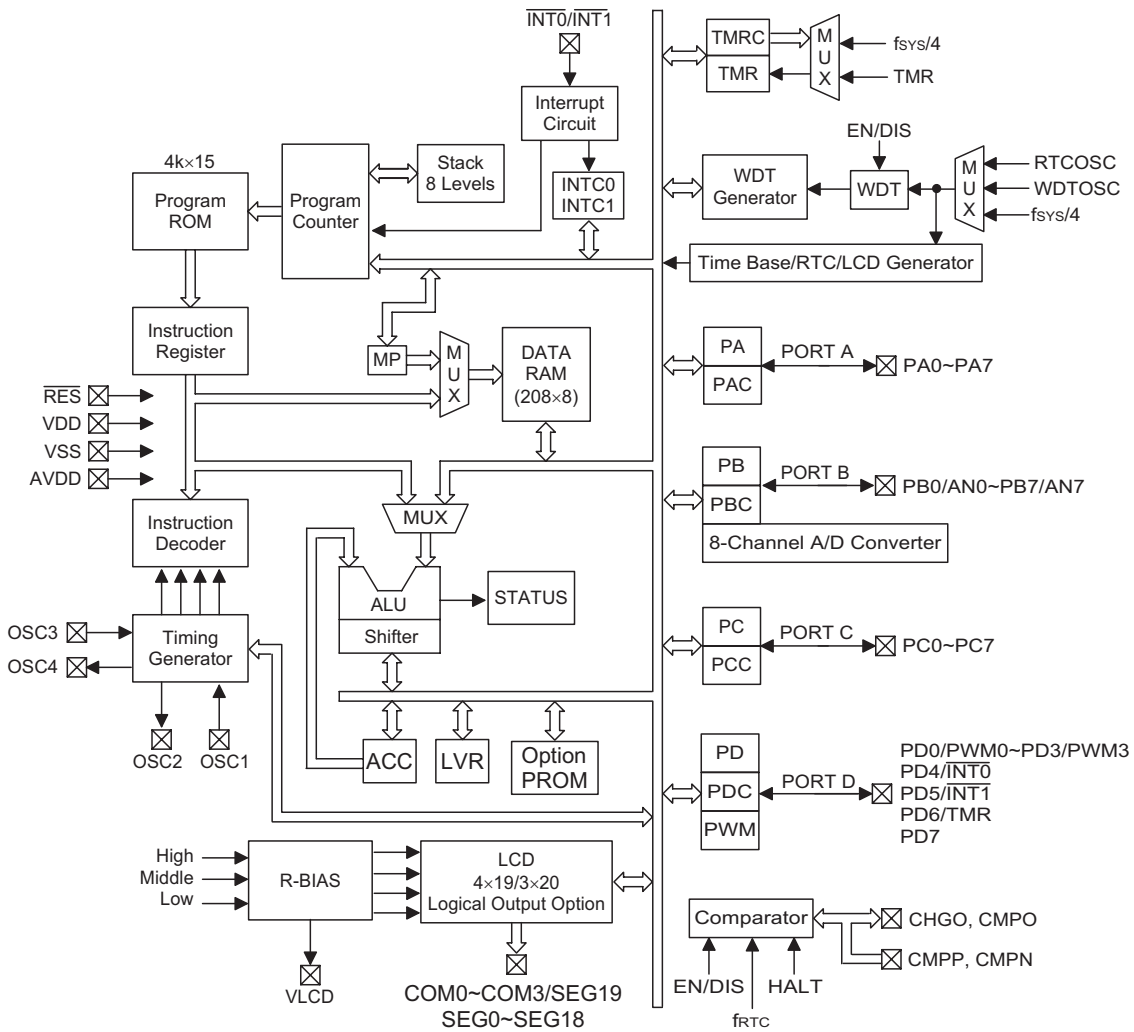 INT0/INT1
Interrupt
Circuit
INTC0
INTC1
Stack
8 Levels
4k×15
Program
ROM
Program
Counter
Instruction
Register
MP
MUX
DATA
RAM
(208×8)
RES
VDD
VSS
AVDD
Instruction
Decoder
MUX
ALU
Shifter
STATUS
OSC3
OSC4
Timing
Generator
OSC2
OSC1
ACC
LVR
Option
PROM
High
Middle
Low
R-BIAS
VLCD
LCD
4×19/3×20
Logical Output Option
COM0~COM3/SEG19
SEG0~SEG18
TMRC
TMR
MUX
fSYS/4
TMR
EN/DIS
WDT
Generator
WDT
MUX
RTCOSC
WDTOSC
fSYS/4
Time Base/RTC/LCD Generator
PA
PAC
PORT A
PA0~PA7
PB
PBC
PORT B
PB0/AN0~PB7/AN7
8-Channel A/D Converter
PC
PCC
PORT C
PC0~PC7
PD
PDC
PWM
PORT D
PD0/PWM0~PD3/PWM3
PD4/INT0
PD5/INT1
PD6/TMR
PD7
Comparator
CHGO, CMPO
CMPP, CMPN
EN/DIS
HALT
fRTC